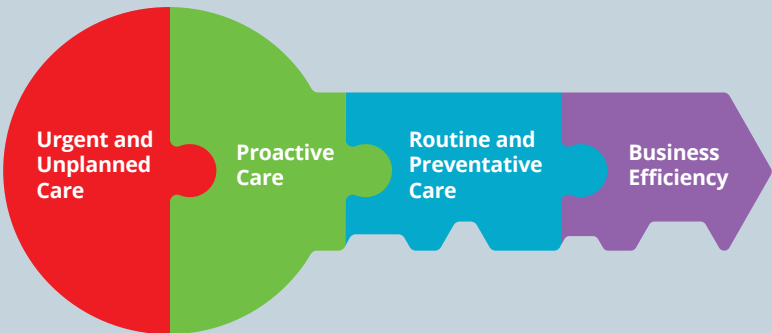 Urgent and
Unplanned
Care
Proactive
Care
Routine and
Preventative
Care
Business
Efficiency